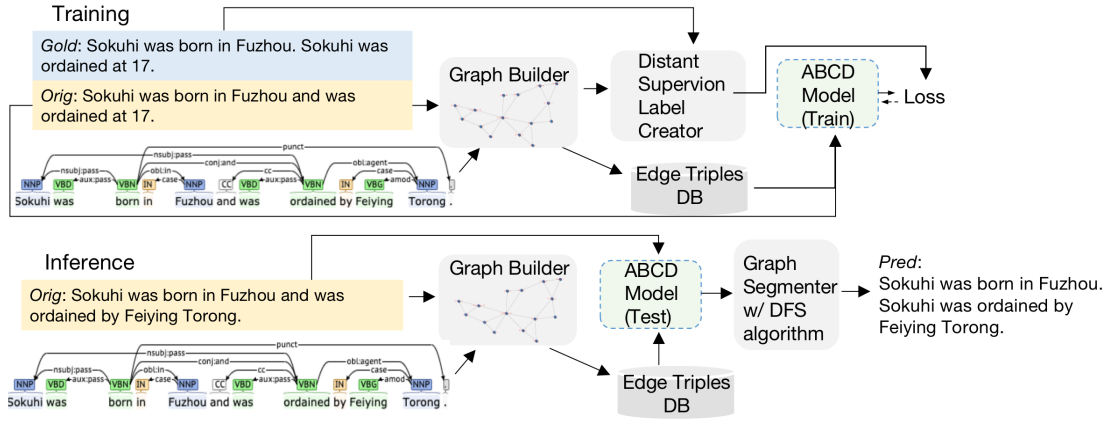 Training
Gold: Sokuhi was born in Fuzhou. Sokuhi was
ordained at 17.
Orig: Sokuhi was born in Fuzhou and was
ordained at 17.
Graph Builder
Distant
Supervion
Label
Creator
ABCD
Model
(Train)
Loss
Edge Triples
DB
punct
nsubj:pass
conj:and
nsubj:pass
aux:pass
obl:in
case
cc
aux:pass
obl:agent
case
amod
NNP VBD VBN IN NNP CC VBD VBN IN VBG NNP .
Sokuhi was born in Fuzhou and was ordained by Feiying Torong .
Inference
Orig: Sokuhi was born in Fuzhou and was
ordained by Feiying Torong.
Graph Builder
ABCD
Model
(Test)
Graph
Segmenter
w/ DFS
algorithm
Pred:
Sokuhi was born in Fuzhou.
Sokuhi was ordained by
Feiying Torong.
Edge Triples
DB
punct
nsubj:pass
conj:and
nsubj:pass
aux:pass
obl:in
case
cc
aux:pass
obl:agent
case
amod
NNP VBD VBN IN NNP CC VBD VBN IN VBG NNP .
Sokuhi was born in Fuzhou and was ordained by Feiying Torong .